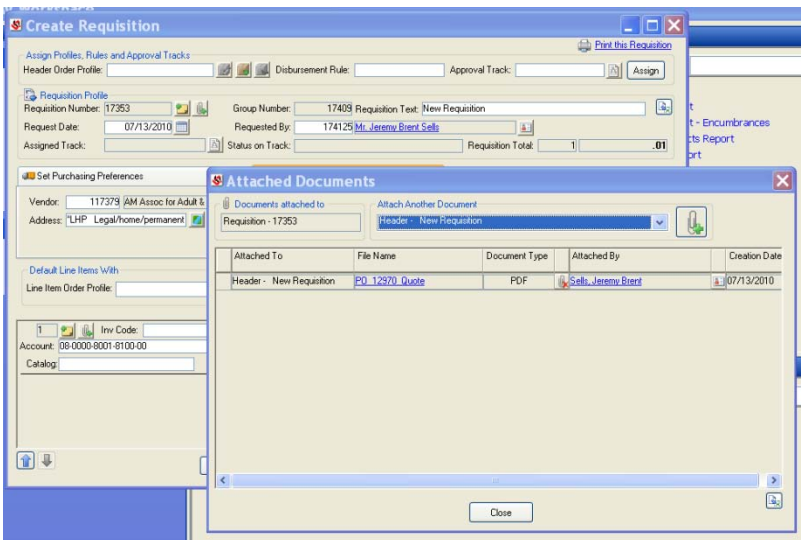 Create Requisition
Print this Requisition
Assign Profiles, Rules and Approval Tracks
Header Order Profile: Disbursement Rule: Approval Track: Assign
Requisition Profile
Requisition Number: 17353 Group Number: 17409 Requisition Text: New Requisition
Request Date: 07/13/2010 Requested By: 174125 Mr. Jeremy Brent Sells
Assigned Track: Status on Track: Requisition Total: 1 .01
t - Encumbrances
cts Report
ort
Set Purchasing Preferences
Vendor: 117379 AM Assoc for Adult &
Address: "LHP Legal/home/permanent
Default Line Items With
Line Item Order Profile:
1 Inv Code:
Account: 08-0000-8001-8100-00
Catalog:
Attached Documents
Documents attached to Attach Another Document
Requisition - 17353 Header - New Requisition
Attached To File Name Document Type Attached By Creation Date
Header - New Requisition PO 12970 Quote PDF Sells, Jeremy Brent 07/13/2010
Close